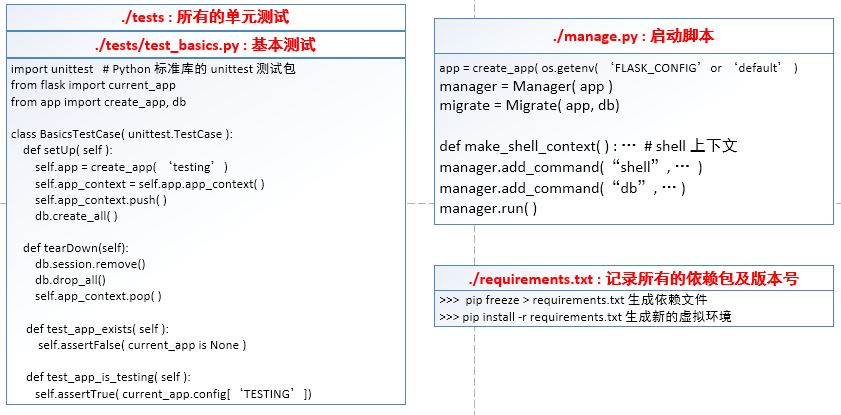 ./tests : 所有的单元测试
./tests/test_basics.py : 基本测试
import unittest   # Python 标准库的 unittest 测试包
from flask import current_app
from app import create_app, db
class BasicsTestCase( unittest.TestCase ):
def setUp( self ):
self.app = create_app( ‘testing’ )
self.app_context = self.app.app_context( )
self.app_context.push( )
db.create_all( )
def tearDown(self):
db.session.remove()
db.drop_all()
self.app_context.pop( )
def test_app_exists( self ):
self.assertFalse( current_app is None )
def test_app_is_testing( self ):
self.assertTrue( current_app.config[ ‘TESTING’ ])
./manage.py : 启动脚本
app = create_app( os.getenv( ‘FLASK_CONFIG’ or ‘default’ )
manager = Manager( app )
migrate = Migrate( app, db)
def make_shell_context( ) : …  # shell 上下文
manager.add_command( “shell” , … )
manager.add_command( “db” , … )
manager.run( )
./requirements.txt : 记录所有的依赖包及版本号
>>>  pip freeze > requirements.txt 生成依赖文件
>>> pip install -r requirements.txt 生成新的虚拟环境